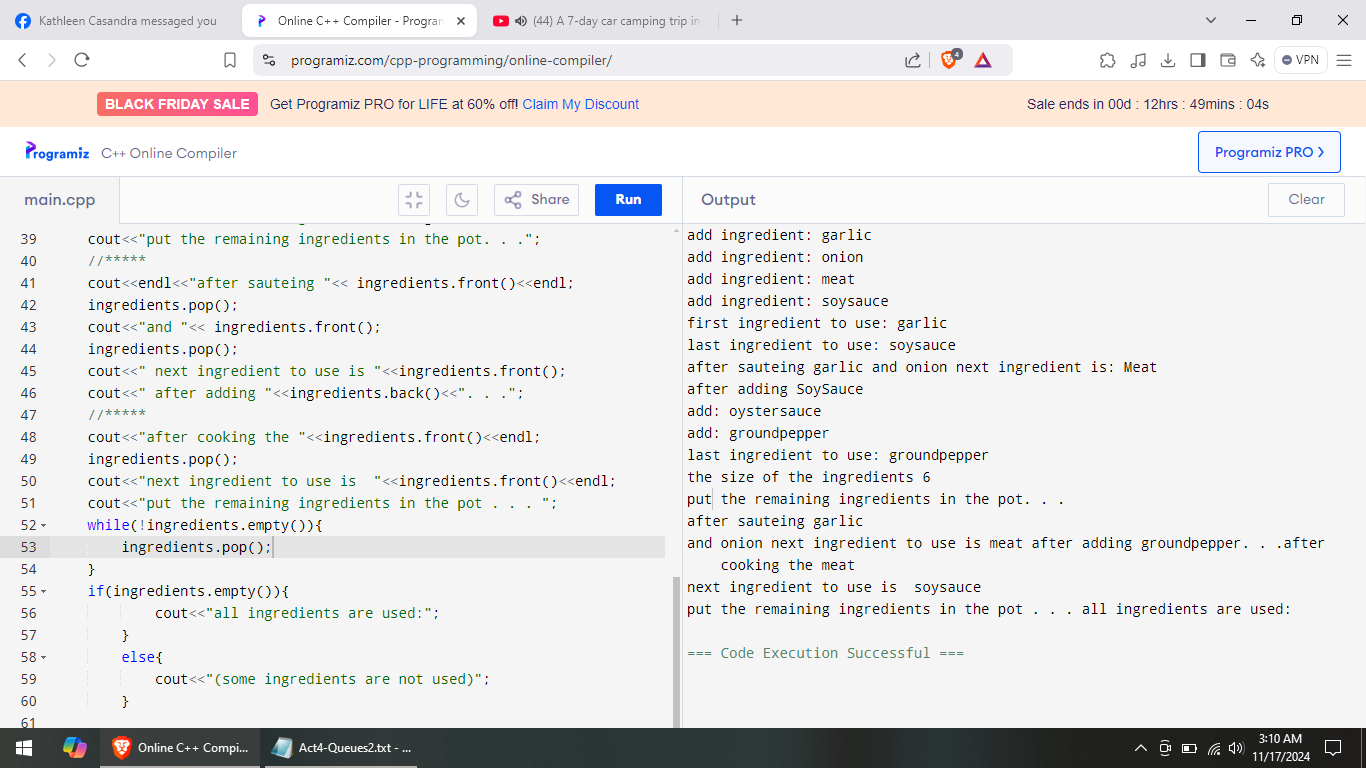 Kathleen Casandra messaged you
Online C++ Compiler - Program
(44) A 7-day car camping trip in
programiz.com/cpp-programming/online-compiler/
4
VPN
BLACK FRIDAY SALE Get Programiz PRO for LIFE at 60% off! Claim My Discount
Sale ends in 00d : 12hrs : 49mins : 04s
Programiz C++ Online Compiler
Programiz PRO
main.cpp
Share
Run
39 cout<<"put the remaining ingredients in the pot. . .";
40 //*****
41 cout<<endl<<"after sauteing "<< ingredients.front()<<endl;
42 ingredients.pop();
43 cout<<"and "<< ingredients.front();
44 ingredients.pop();
45 cout<<" next ingredient to use is "<<ingredients.front();
46 cout<<" after adding "<<ingredients.back()<<". . .";
47 //*****
48 cout<<"after cooking the "<<ingredients.front()<<endl;
49 ingredients.pop();
50 cout<<"next ingredient to use is  "<<ingredients.front()<<endl;
51 cout<<"put the remaining ingredients in the pot . . . ";
52 while(!ingredients.empty()){
53 ingredients.pop();
54 }
55 if(ingredients.empty()){
56 cout<<"all ingredients are used:";
57 }
58 else{
59 cout<<"(some ingredients are not used)";
60 }
61
Output
Clear
add ingredient: garlic
add ingredient: onion
add ingredient: meat
add ingredient: soysauce
first ingredient to use: garlic
last ingredient to use: soysauce
after sauteing garlic and onion next ingredient is: Meat
after adding SoySauce
add: oystersauce
add: groundpepper
last ingredient to use: groundpepper
the size of the ingredients 6
put the remaining ingredients in the pot. . .
after sauteing garlic
and onion next ingredient to use is meat after adding groundpepper. . .after
cooking the meat
next ingredient to use is  soysauce
put the remaining ingredients in the pot . . . all ingredients are used:
=== Code Execution Successful ===
Online C++ Compi...
Act4-Queues2.txt - ...
3:10 AM
11/17/2024